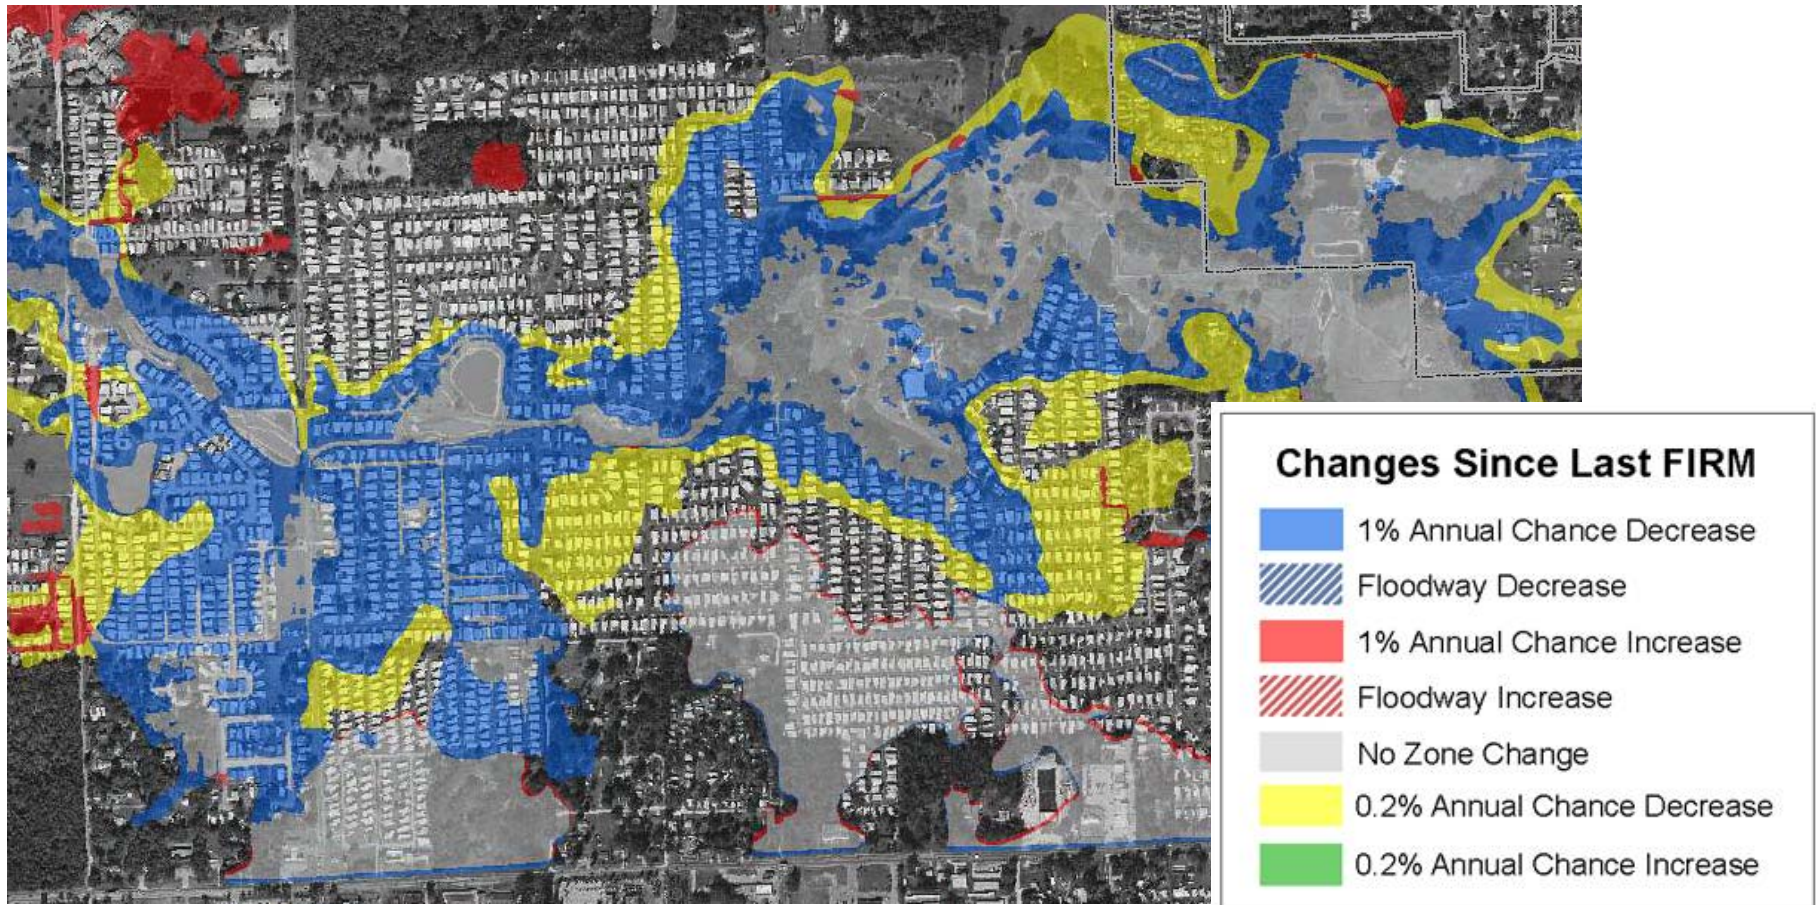 Changes Since Last FIRM
1% Annual Chance Decrease
Floodway Decrease
1% Annual Chance Increase
Floodway Increase
No Zone Change
0.2% Annual Chance Decrease
0.2% Annual Chance Increase